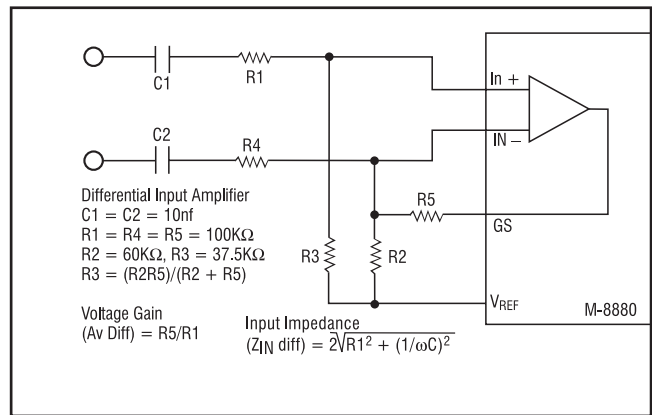 C1
R1
In +
C2
R4
IN –
R5
GS
R3
R2
VREF
M-8880
Differential Input Amplifier
C1 = C2 = 10nf
R1 = R4 = R5 = 100KΩ
R2 = 60KΩ, R3 = 37.5KΩ
R3 = (R2R5)/(R2 + R5)
Voltage Gain
(Av Diff) = R5/R1
Input Impedance
(ZIN diff) = 2√R1² + (1/ωC)²